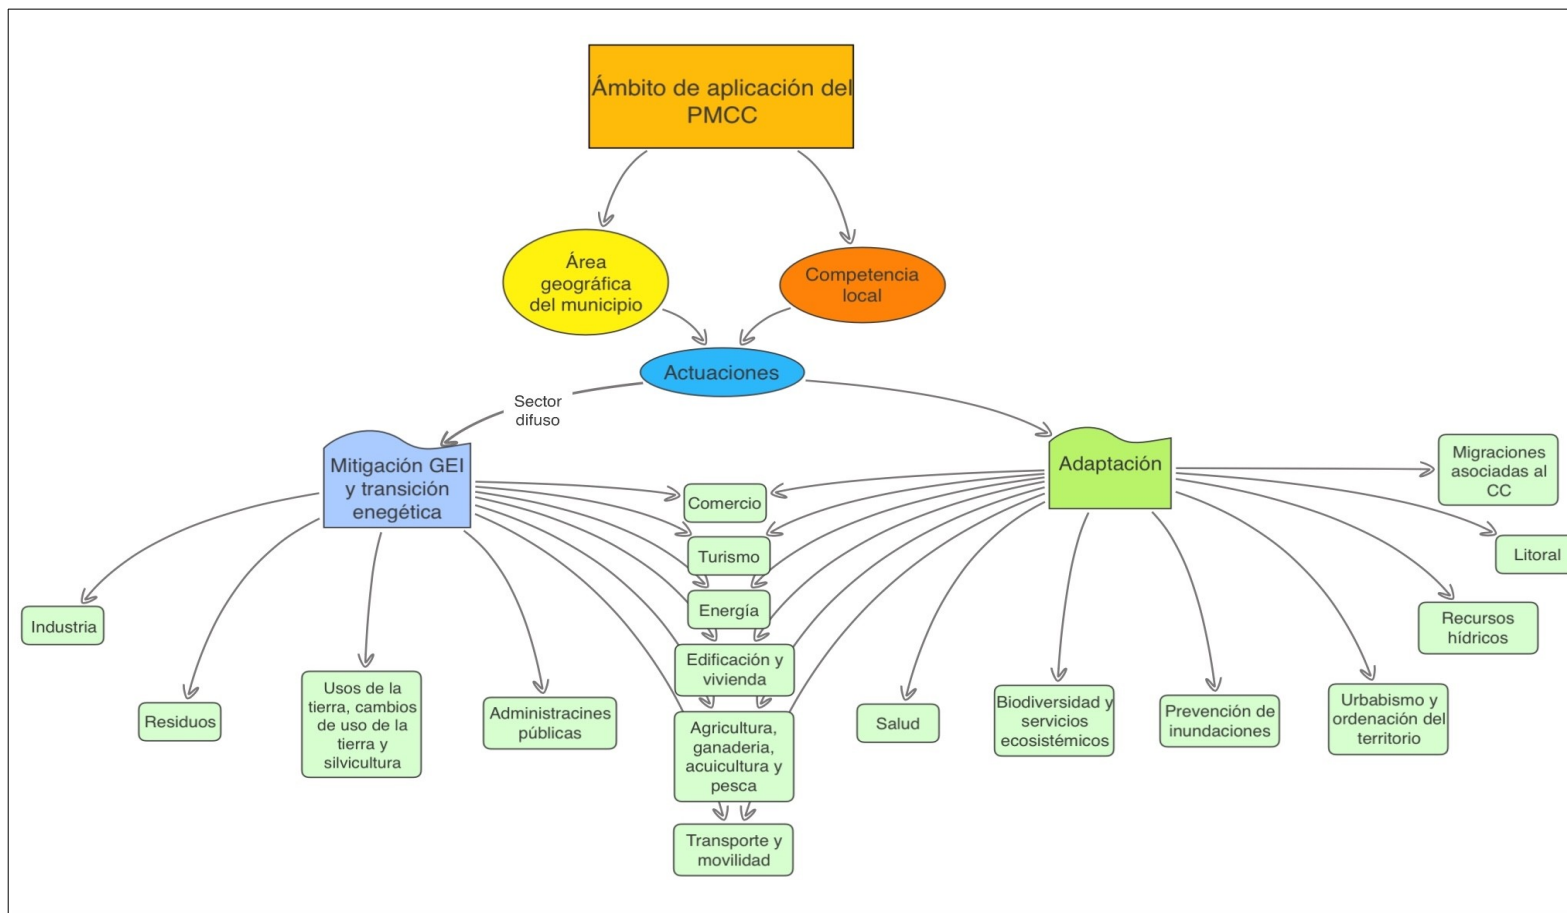 Ámbito de aplicación del
PMCC
Área
geográfica
del municipio
Competencia
local
Actuaciones
Sector
difuso
Mitigación GEI
y transición
enegética
Adaptación
Migraciones
asociadas al
CC
Comercio
Turismo
Litoral
Energía
Industria
Recursos
hídricos
Edificación y
vivienda
Residuos
Usos de la
tierra, cambios
de uso de la
tierra y
silvicultura
Administracines
públicas
Agricultura,
ganaderia,
acuicultura y
pesca
Salud
Biodiversidad y
servicios
ecosistémicos
Prevención de
inundaciones
Urbabismo y
ordenación del
territorio
Transporte y
movilidad